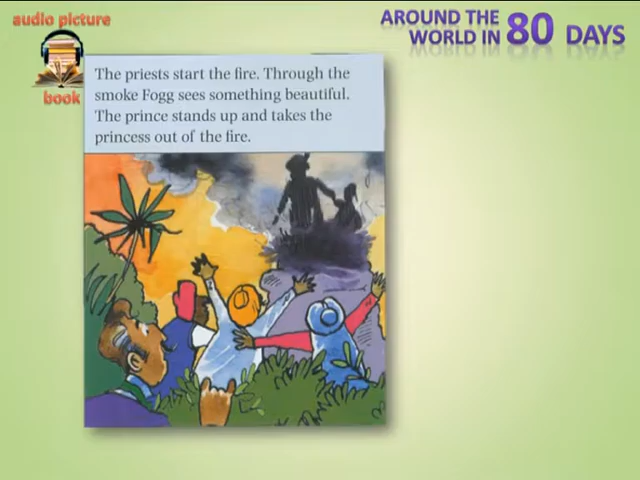 audio picture
book
AROUND THE
WORLD IN 80 DAYS
The priests start the fire. Through the
smoke Fogg sees something beautiful.
The prince stands up and takes the
princess out of the fire.